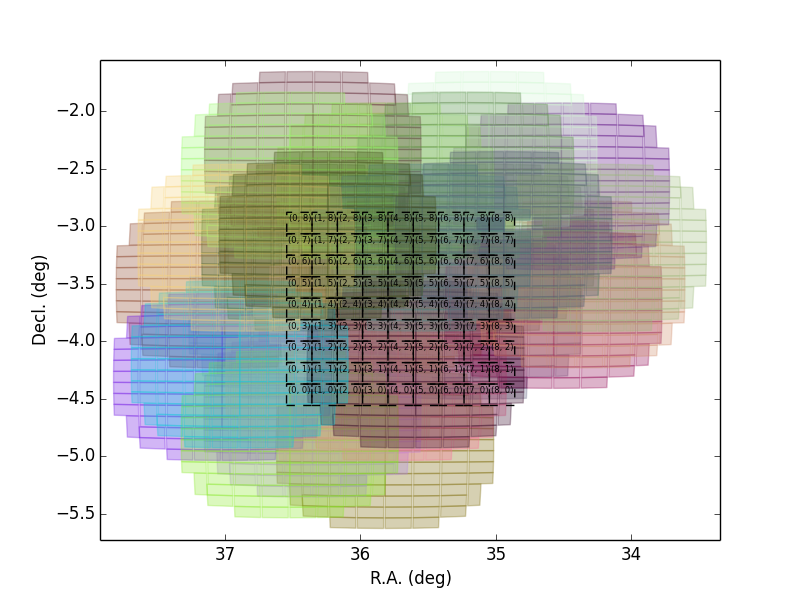 −2.0
−2.5
−3.0
−3.5
−4.0
−4.5
−5.0
−5.5
Decl. (deg)
(0, 8) (1, 8) (2, 8) (3, 8) (4, 8) (5, 8) (6, 8) (7, 8) (8, 8)
(0, 7) (1, 7) (2, 7) (3, 7) (4, 7) (5, 7) (6, 7) (7, 7) (8, 7)
(0, 6) (1, 6) (2, 6) (3, 6) (4, 6) (5, 6) (6, 6) (7, 6) (8, 6)
(0, 5) (1, 5) (2, 5) (3, 5) (4, 5) (5, 5) (6, 5) (7, 5) (8, 5)
(0, 4) (1, 4) (2, 4) (3, 4) (4, 4) (5, 4) (6, 4) (7, 4) (8, 4)
(0, 3) (1, 3) (2, 3) (3, 3) (4, 3) (5, 3) (6, 3) (7, 3) (8, 3)
(0, 2) (1, 2) (2, 2) (3, 2) (4, 2) (5, 2) (6, 2) (7, 2) (8, 2)
(0, 1) (1, 1) (2, 1) (3, 1) (4, 1) (5, 1) (6, 1) (7, 1) (8, 1)
(0, 0) (1, 0) (2, 0) (3, 0) (4, 0) (5, 0) (6, 0) (7, 0) (8, 0)
37 36 35 34
R.A. (deg)